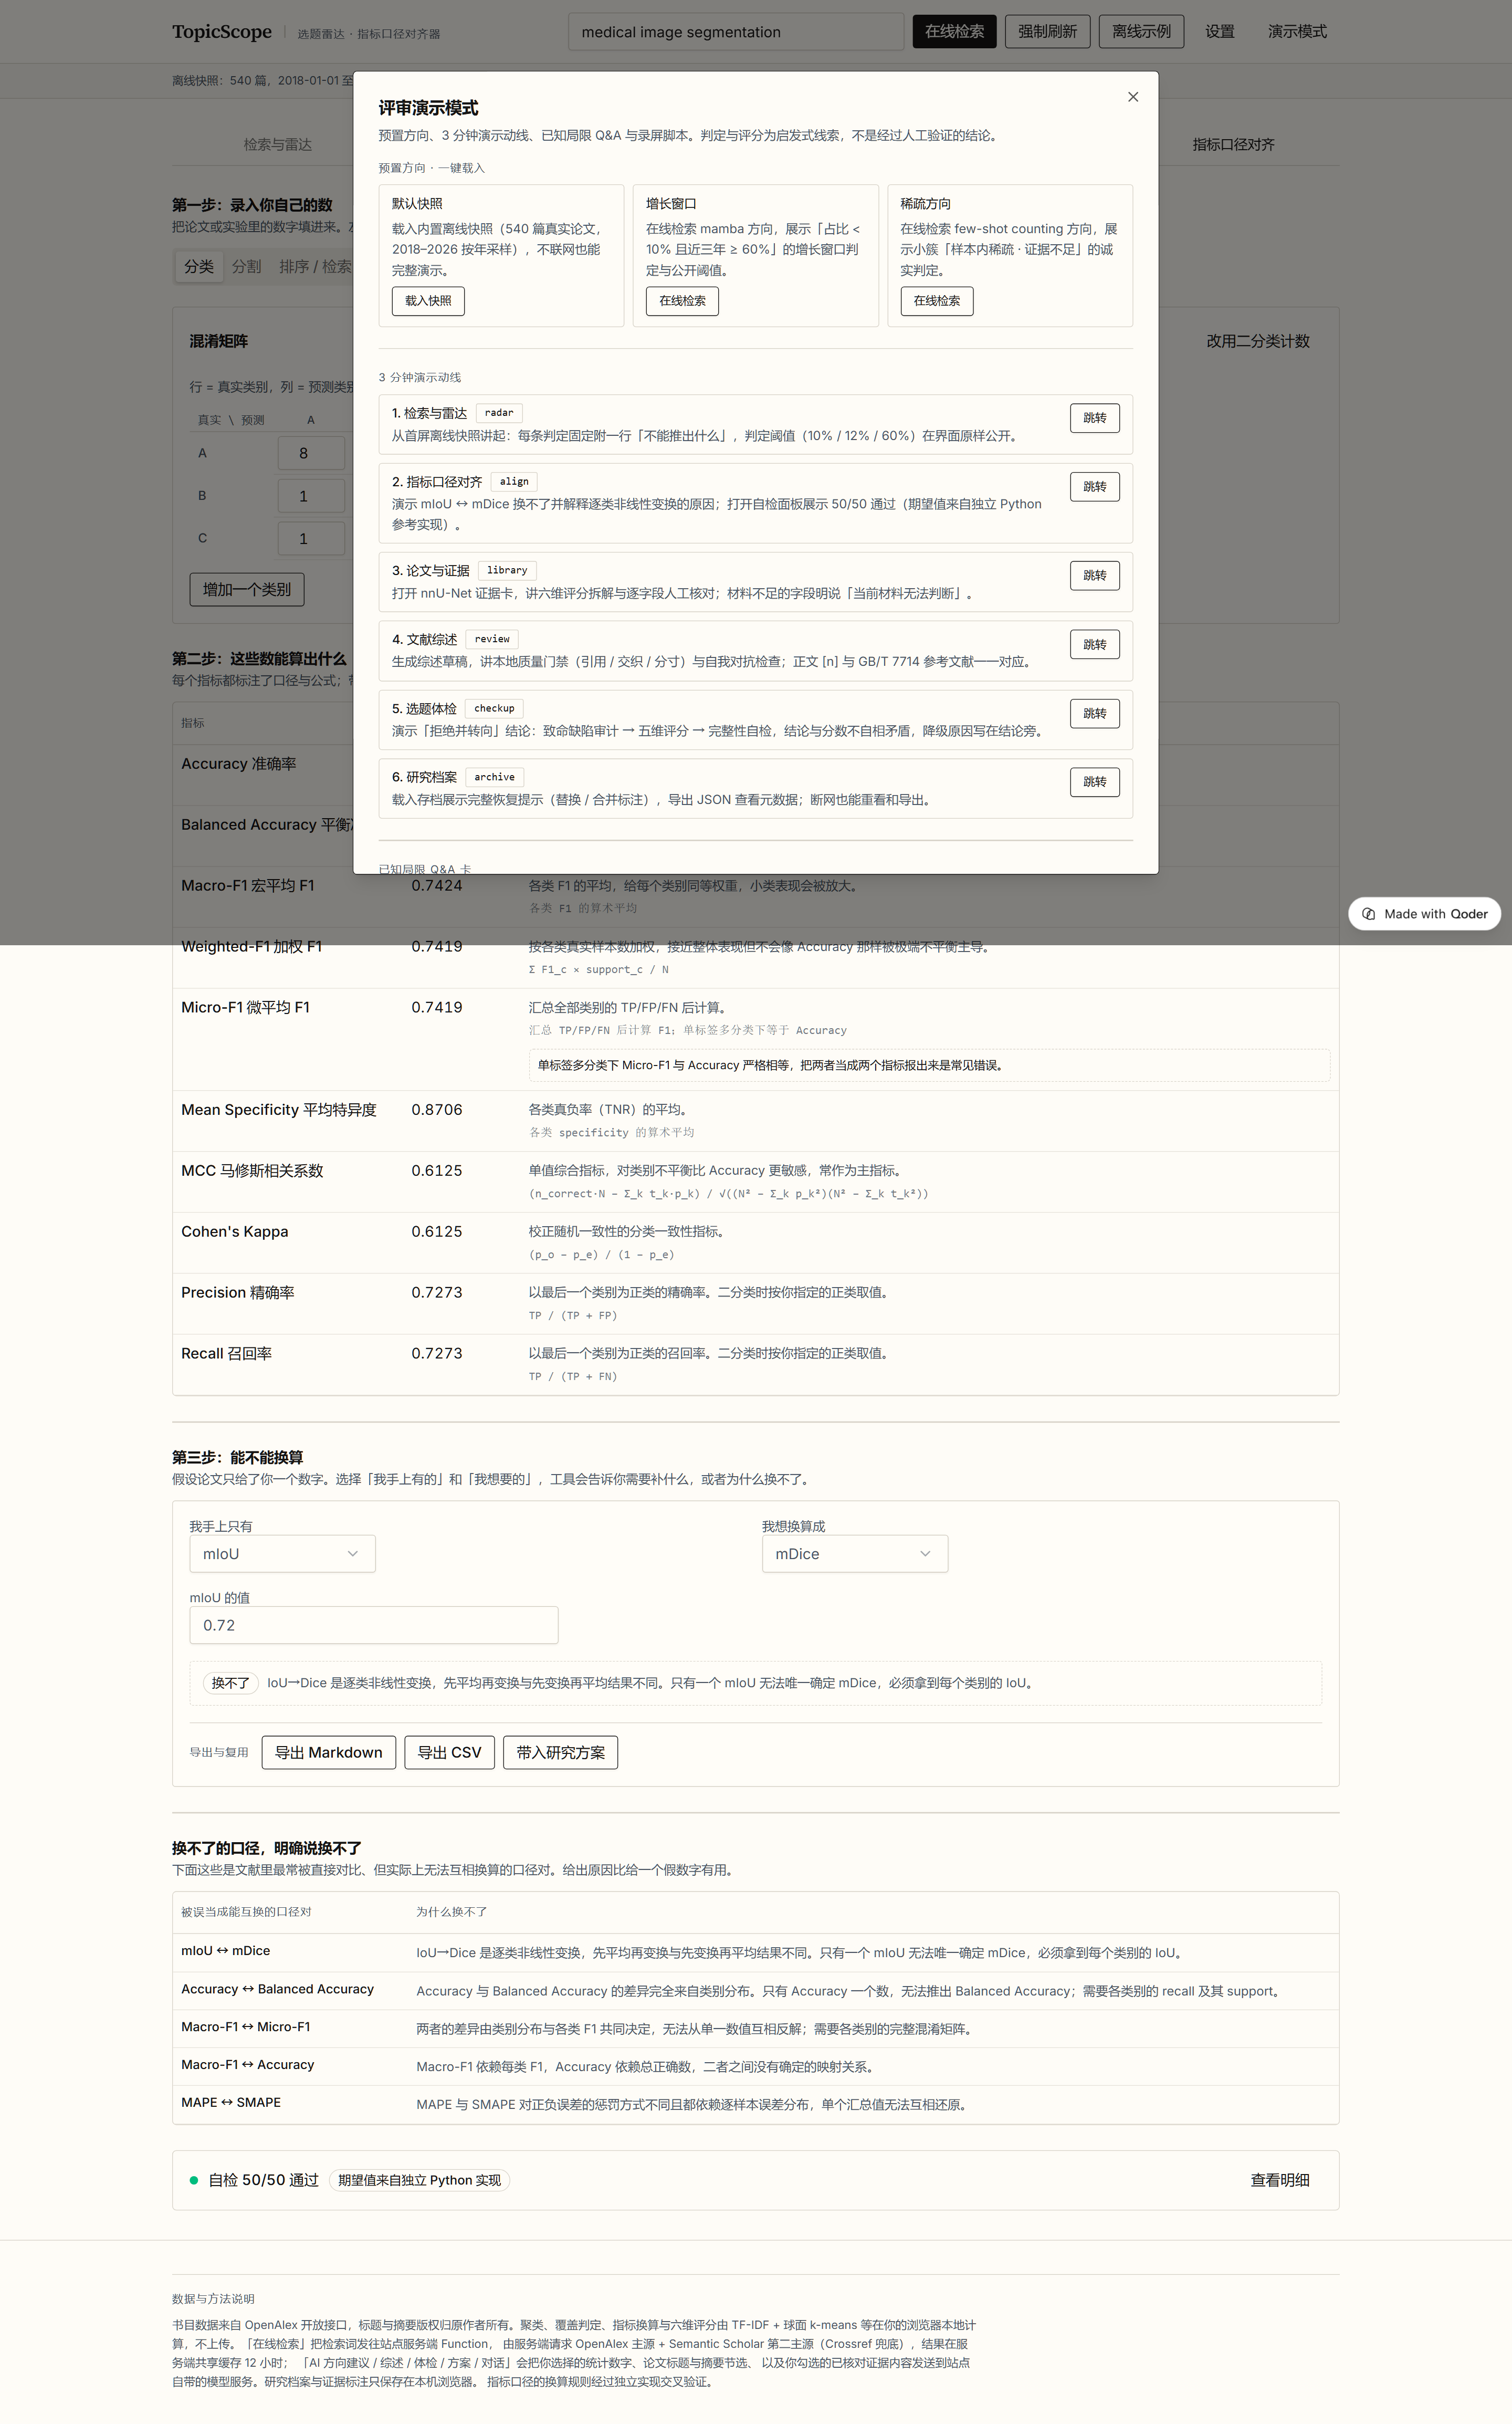 TopicScope
选题雷达 · 指标口径对齐器
medical image segmentation
在线检索
强制刷新
离线示例
设置
演示模式
离线快照：540 篇，2018-01-01 至
检索与雷达
指标口径对齐
第一步：录入你自己的数
把论文或实验里的数字填进来。
分类
分割
排序 / 检索
混淆矩阵
改用二分类计数
行 = 真实类别，列 = 预测类别
真实 \ 预测
A
A
8
B
1
C
1
增加一个类别
第二步：这些数能算出什么
每个指标都标注了口径与公式；
评审演示模式
预置方向、3 分钟演示动线、已知局限 Q&A 与录屏脚本。判定与评分为启发式线索，不是经过人工验证的结论。
预置方向 · 一键载入
默认快照
载入内置离线快照（540 篇真实论文，
2018–2026 按年采样），不联网也能
完整演示。
载入快照
增长窗口
在线检索 mamba 方向，展示「占比 <
10% 且近三年 ≥ 60%」的增长窗口判
定与公开阈值。
在线检索
稀疏方向
在线检索 few-shot counting 方向，展
示小簇「样本内稀疏 · 证据不足」的诚
实判定。
在线检索
3 分钟演示动线
1. 检索与雷达 radar
从首屏离线快照讲起：每条判定固定附一行「不能推出什么」，判定阈值（10% / 12% / 60%）在界面原样公开。
跳转
2. 指标口径对齐 align
演示 mIoU ↔ mDice 换不了并解释逐类非线性变换的原因；打开自检面板展示 50/50 通过（期望值来自独立 Python
参考实现）。
跳转
3. 论文与证据 library
打开 nnU-Net 证据卡，讲六维评分拆解与逐字段人工核对；材料不足的字段明说「当前材料无法判断」。
跳转
4. 文献综述 review
生成综述草稿，讲本地质量门禁（引用 / 交织 / 分寸）与自我对抗检查；正文 [n] 与 GB/T 7714 参考文献一一对应。
跳转
5. 选题体检 checkup
演示「拒绝并转向」结论：致命缺陷审计 → 五维评分 → 完整性自检，结论与分数不自相矛盾，降级原因写在结论旁。
跳转
6. 研究档案 archive
载入存档展示完整恢复提示（替换 / 合并标注），导出 JSON 查看元数据；断网也能重看和导出。
跳转
已知局限 Q&A 卡
指标
Accuracy 准确率
Balanced Accuracy 平衡
Macro-F1 宏平均 F1
0.7424
各类 F1 的平均，给每个类别同等权重，小类表现会被放大。
各类 F1 的算术平均
Made with Qoder
Weighted-F1 加权 F1
0.7419
按各类真实样本数加权，接近整体表现但不会像 Accuracy 那样被极端不平衡主导。
Σ F1_c × support_c / N
Micro-F1 微平均 F1
0.7419
汇总全部类别的 TP/FP/FN 后计算。
汇总 TP/FP/FN 后计算 F1；单标签多分类下等于 Accuracy
单标签多分类下 Micro-F1 与 Accuracy 严格相等，把两者当成两个指标报出来是常见错误。
Mean Specificity 平均特异度
0.8706
各类真负率（TNR）的平均。
各类 specificity 的算术平均
MCC 马修斯相关系数
0.6125
单值综合指标，对类别不平衡比 Accuracy 更敏感，常作为主指标。
(n_correct·N − Σ_k t_k·p_k) / √((N² − Σ_k p_k²)(N² − Σ_k t_k²))
Cohen's Kappa
0.6125
校正随机一致性的分类一致性指标。
(p_o − p_e) / (1 − p_e)
Precision 精确率
0.7273
以最后一个类别为正类的精确率。二分类时按你指定的正类取值。
TP / (TP + FP)
Recall 召回率
0.7273
以最后一个类别为正类的召回率。二分类时按你指定的正类取值。
TP / (TP + FN)
第三步：能不能换算
假设论文只给了你一个数字。选择「我手上有的」和「我想要的」，工具会告诉你需要补什么，或者为什么换不了。
我手上只有
mIoU
我想换算成
mDice
mIoU 的值
0.72
换不了 IoU→Dice 是逐类非线性变换，先平均再变换与先变换再平均结果不同。只有一个 mIoU 无法唯一确定 mDice，必须拿到每个类别的 IoU。
导出与复用
导出 Markdown
导出 CSV
带入研究方案
换不了的口径，明确说换不了
下面这些是文献里最常被直接对比、但实际上无法互相换算的口径对。给出原因比给一个假数字有用。
被误当成能互换的口径对
为什么换不了
mIoU ↔ mDice
IoU→Dice 是逐类非线性变换，先平均再变换与先变换再平均结果不同。只有一个 mIoU 无法唯一确定 mDice，必须拿到每个类别的 IoU。
Accuracy ↔ Balanced Accuracy
Accuracy 与 Balanced Accuracy 的差异完全来自类别分布。只有 Accuracy 一个数，无法推出 Balanced Accuracy；需要各类别的 recall 及其 support。
Macro-F1 ↔ Micro-F1
两者的差异由类别分布与各类 F1 共同决定，无法从单一数值互相反解；需要各类别的完整混淆矩阵。
Macro-F1 ↔ Accuracy
Macro-F1 依赖每类 F1，Accuracy 依赖总正确数，二者之间没有确定的映射关系。
MAPE ↔ SMAPE
MAPE 与 SMAPE 对正负误差的惩罚方式不同且都依赖逐样本误差分布，单个汇总值无法互相还原。
自检 50/50 通过
期望值来自独立 Python 实现
查看明细
数据与方法说明
书目数据来自 OpenAlex 开放接口，标题与摘要版权归原作者所有。聚类、覆盖判定、指标换算与六维评分由 TF-IDF + 球面 k-means 等在你的浏览器本地计
算，不上传。「在线检索」把检索词发往站点服务端 Function， 由服务端请求 OpenAlex 主源 + Semantic Scholar 第二主源（Crossref 兜底），结果在服
务端共享缓存 12 小时； 「AI 方向建议 / 综述 / 体检 / 方案 / 对话」会把你选择的统计数字、论文标题与摘要节选、 以及你勾选的已核对证据内容发送到站点
自带的模型服务。研究档案与证据标注只保存在本机浏览器。 指标口径的换算规则经过独立实现交叉验证。